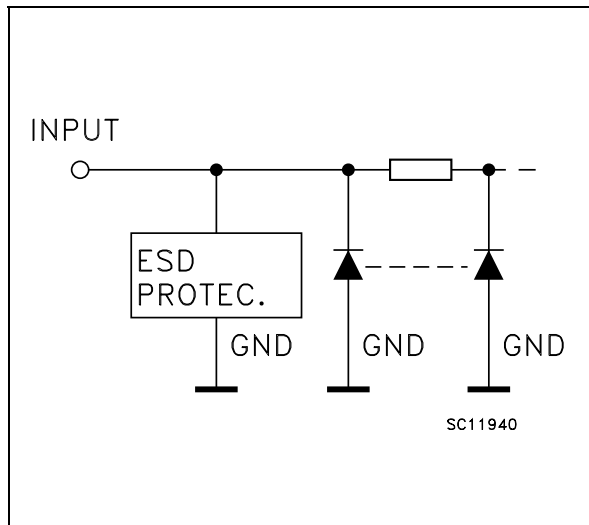 INPUT
ESD
PROTEC.
GND
GND
GND
SC11940